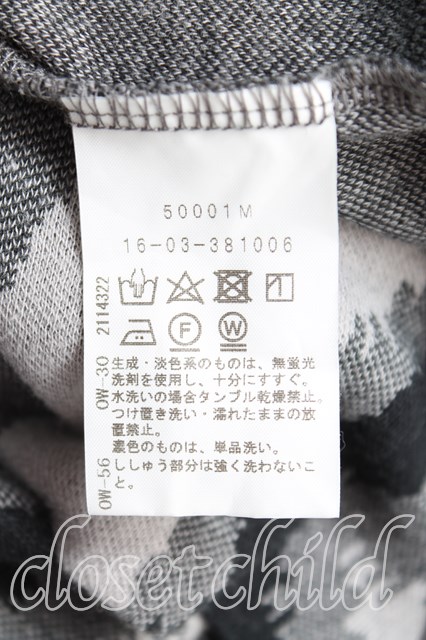 50001M
16-03-381006
F
W
生成・淡色系のものは、無蛍光
洗剤を使用し、十分にすすぐ。
水洗いの場合タンブル乾燥禁止。
つけ置き洗い・濡れたままの放
置禁止。
濃色のものは、単品洗い。
ししゅう部分は強く洗わないこ
と。
OW-56 OW-30 2114322
closetchild